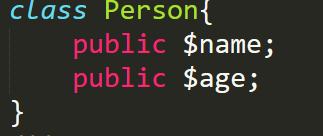 class Person{
    public $name;
    public $age;
}